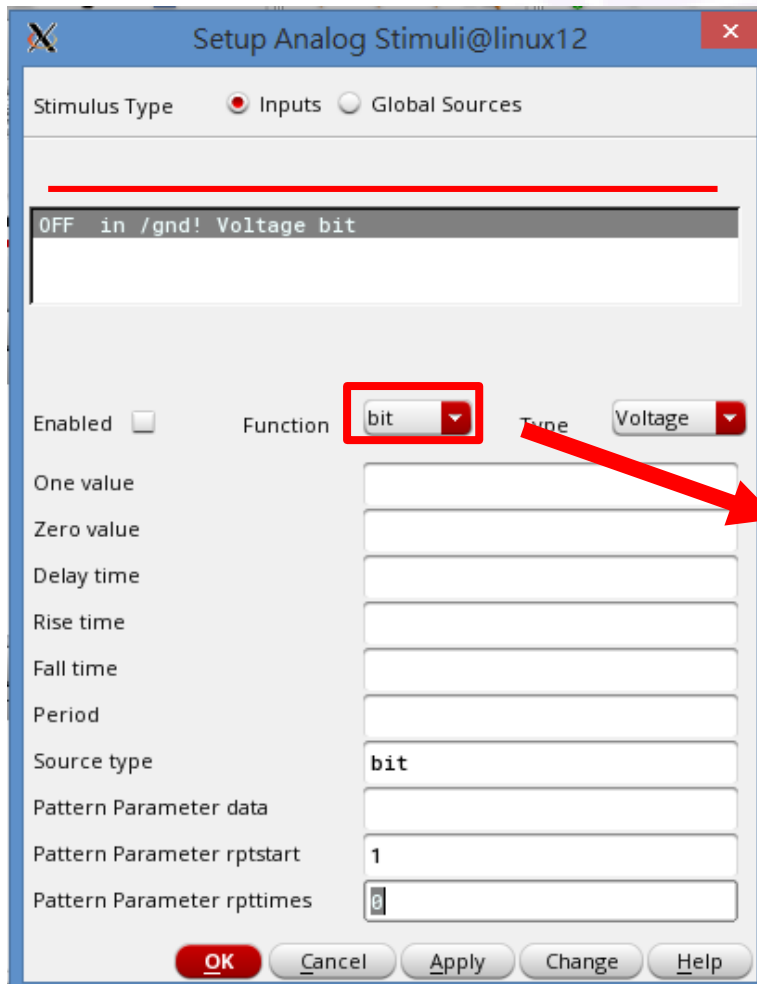 Setup Analog Stimuli@linux12
Stimulus Type Inputs Global Sources
OFF in /gnd! Voltage bit
Enabled Function bit Type Voltage
One value
Zero value
Delay time
Rise time
Fall time
Period
Source type bit
Pattern Parameter data
Pattern Parameter rptstart 1
Pattern Parameter rpttimes 0
OK Cancel Apply Change Help